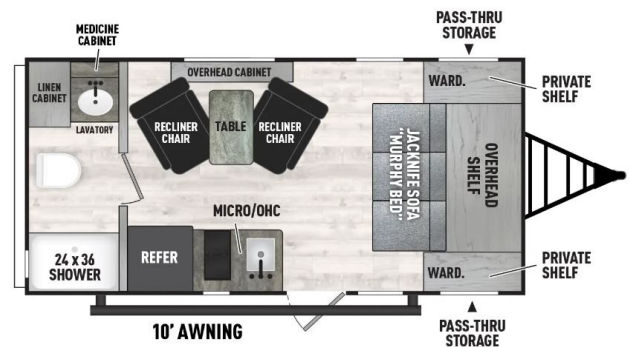 MEDICINE
CABINET
PASS-THRU
STORAGE
LINEN
CABINET
OVERHEAD CABINET
WARD.
PRIVATE
SHELF
LAVATORY
RECLINER
CHAIR
TABLE
RECLINER
CHAIR
JACKNIFE SOFA
"MURPHY BED"
OVERHEAD
SHELF
MICRO/OHC
24 x 36
SHOWER
REFER
WARD.
PRIVATE
SHELF
10' AWNING
PASS-THRU
STORAGE